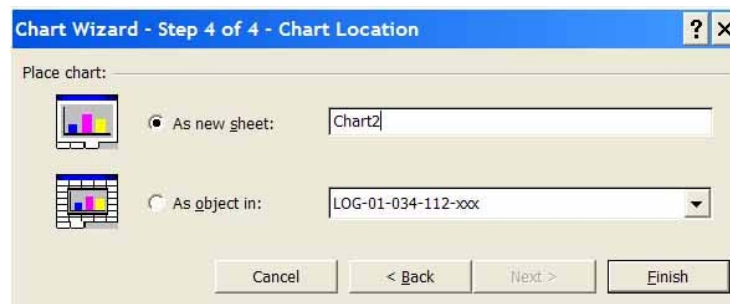 Chart Wizard - Step 4 of 4 - Chart Location
Place chart:
As new sheet: Chart2
As object in: LOG-01-034-112-xxx
Cancel < Back Next > Finish